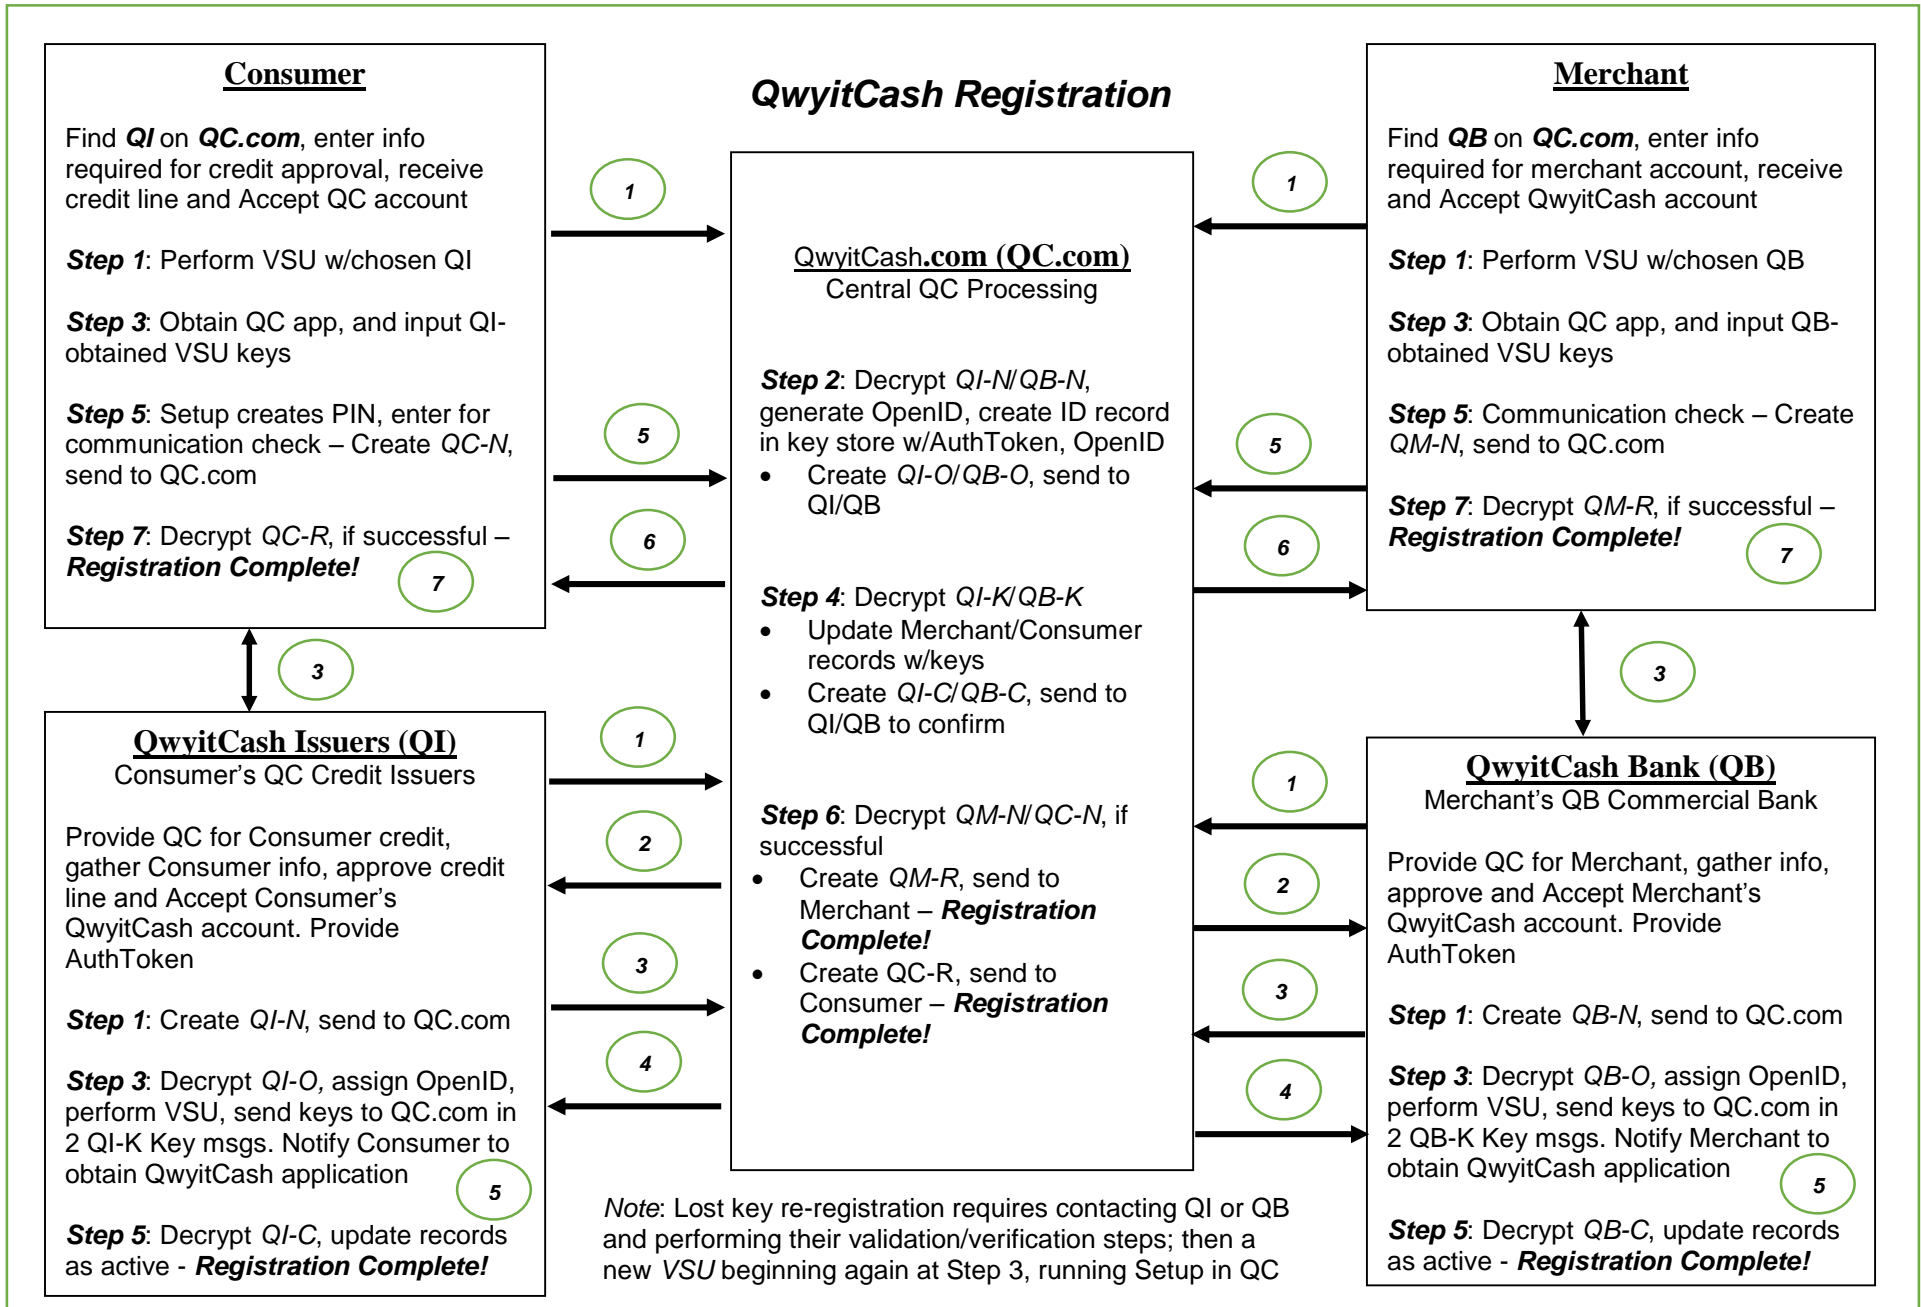 Consumer
Find QI on QC.com, enter info
required for credit approval, receive
credit line and Accept QC account
Step 1: Perform VSU w/chosen QI
Step 3: Obtain QC app, and input QI-
obtained VSU keys
Step 5: Setup creates PIN, enter for
communication check – Create QC-N,
send to QC.com
Step 7: Decrypt QC-R, if successful –
Registration Complete!
7
QwyitCash Registration
1
5
6
QwyitCash.com (QC.com)
Central QC Processing
Step 2: Decrypt QI-N/QB-N,
generate OpenID, create ID record
in key store w/AuthToken, OpenID
• Create QI-O/QB-O, send to
QI/QB
Step 4: Decrypt QI-K/QB-K
• Update Merchant/Consumer
records w/keys
• Create QI-C/QB-C, send to
QI/QB to confirm
Step 6: Decrypt QM-N/QC-N, if
successful
• Create QM-R, send to
Merchant – Registration
Complete!
• Create QC-R, send to
Consumer – Registration
Complete!
1
5
6
Merchant
Find QB on QC.com, enter info
required for merchant account, receive
and Accept QwyitCash account
Step 1: Perform VSU w/chosen QB
Step 3: Obtain QC app, and input QB-
obtained VSU keys
Step 5: Communication check – Create
QM-N, send to QC.com
Step 7: Decrypt QM-R, if successful –
Registration Complete!
7
3
3
QwyitCash Issuers (QI)
Consumer's QC Credit Issuers
Provide QC for Consumer credit,
gather Consumer info, approve credit
line and Accept Consumer's
QwyitCash account. Provide
AuthToken
Step 1: Create QI-N, send to QC.com
Step 3: Decrypt QI-O, assign OpenID,
perform VSU, send keys to QC.com in
2 QI-K Key msgs. Notify Consumer to
obtain QwyitCash application
5
Step 5: Decrypt QI-C, update records
as active - Registration Complete!
1
2
3
4
1
2
3
4
QwyitCash Bank (QB)
Merchant's QB Commercial Bank
Provide QC for Merchant, gather info,
approve and Accept Merchant's
QwyitCash account. Provide
AuthToken
Step 1: Create QB-N, send to QC.com
Step 3: Decrypt QB-O, assign OpenID,
perform VSU, send keys to QC.com in
2 QB-K Key msgs. Notify Merchant to
obtain QwyitCash application
5
Step 5: Decrypt QB-C, update records
as active - Registration Complete!
Note: Lost key re-registration requires contacting QI or QB
and performing their validation/verification steps; then a
new VSU beginning again at Step 3, running Setup in QC